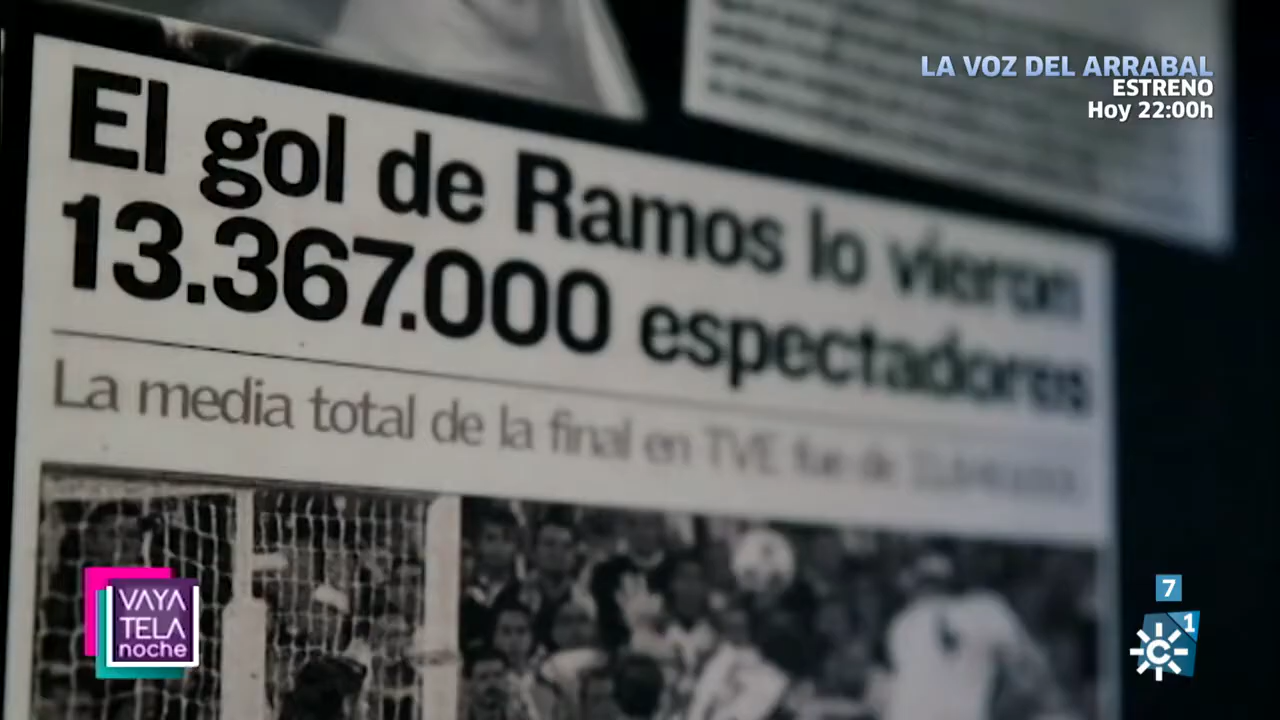 LA VOZ DEL ARRABAL
ESTRENO
Hoy 22:00h
El gol de Ramos lo vieron
13.367.000 espectadores
La media total de la final en TVE fue de
VAYA
TELA
noche
7
1
C